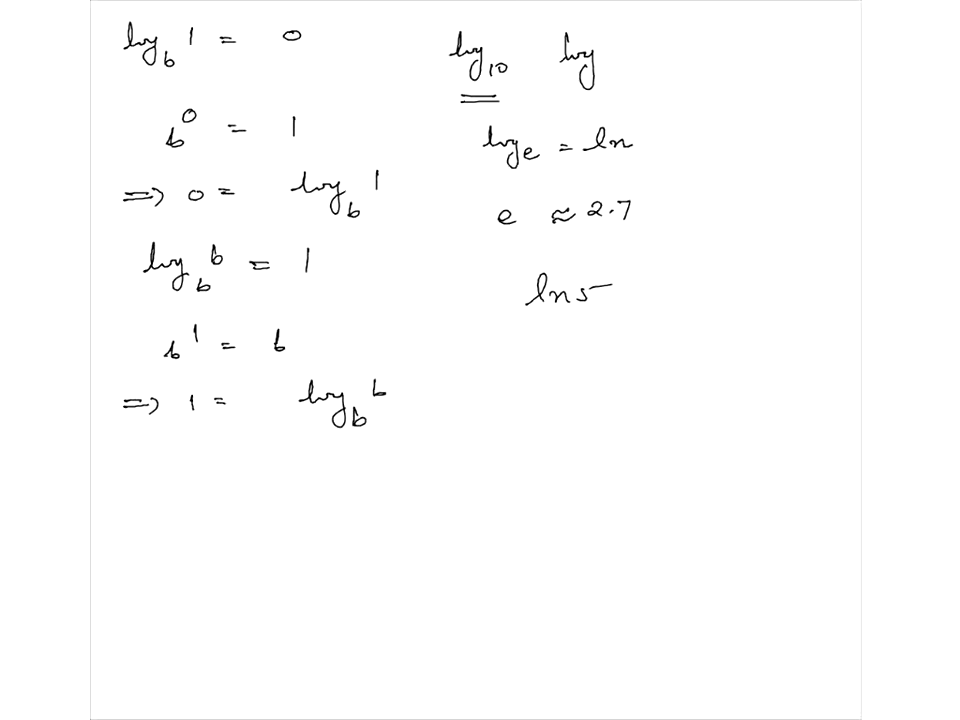 log_b 1 = 0
b^0 = 1
=> 0 = log_b 1
log_b b = 1
b^1 = b
=> 1 = log_b b
log_10 log
log_e = ln
e ≈ 2.7
ln 5